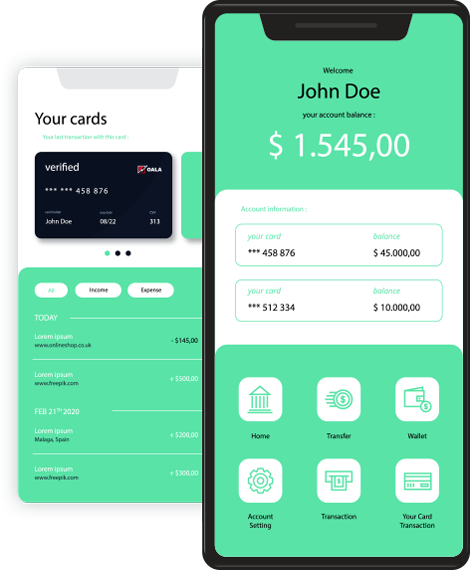 Your cards
Your last transaction with this card :
verified
OALA
*** *** 458 876
John Doe
08/22
313
All
Income
Expense
TODAY
Lorem ipsum
www.onlineshop.co.uk
- $145,00
Lorem ipsum
www.freepik.com
+ $500,00
FEB 21TH 2020
Lorem ipsum
Malaga, Spain
+ $200,00
Lorem ipsum
www.freepik.com
+ $300,00
Welcome
John Doe
your account balance :
$ 1.545,00
Account information :
your card
balance
*** 458 876
$ 45.000,00
your card
balance
*** 512 334
$ 10.000,00
Home
Transfer
Wallet
Account
Setting
Transaction
Your Card
Transaction